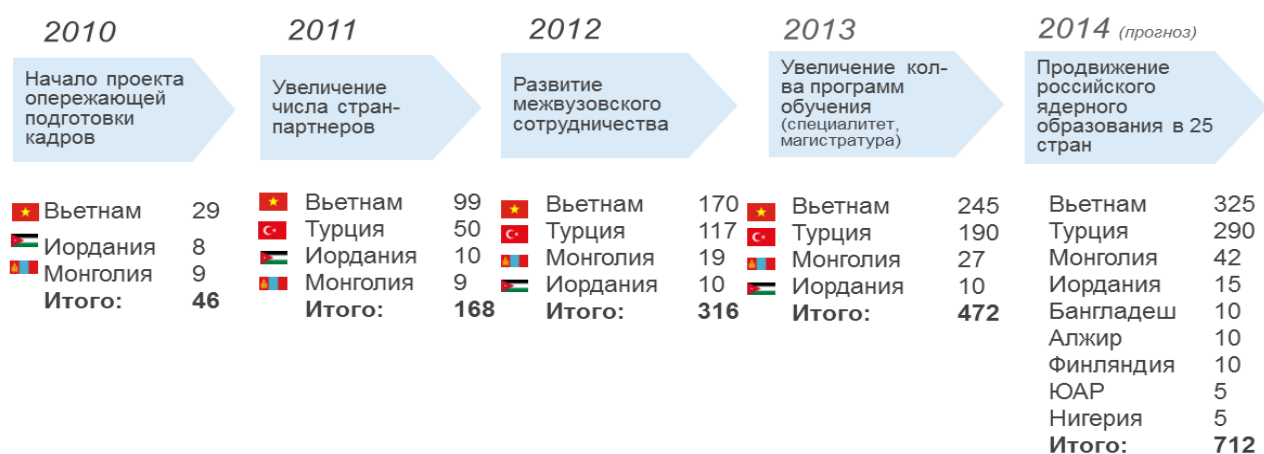 2010
Начало проекта
опережающей
подготовки
кадров
Вьетнам 29
Иордания 8
Монголия 9
Итого: 46
2011
Увеличение
числа стран-
партнеров
Вьетнам 99
Турция 50
Иордания 10
Монголия 9
Итого: 168
2012
Развитие
межвузовского
сотрудничества
Вьетнам 170
Турция 117
Монголия 19
Иордания 10
Итого: 316
2013
Увеличение кол-
ва программ
обучения
(специалитет,
магистратура)
Вьетнам 245
Турция 190
Монголия 27
Иордания 10
Итого: 472
2014 (прогноз)
Продвижение
российского
ядерного
образования в 25
стран
Вьетнам 325
Турция 290
Монголия 42
Иордания 15
Бангладеш 10
Алжир 10
Финляндия 10
ЮАР 5
Нигерия 5
Итого: 712